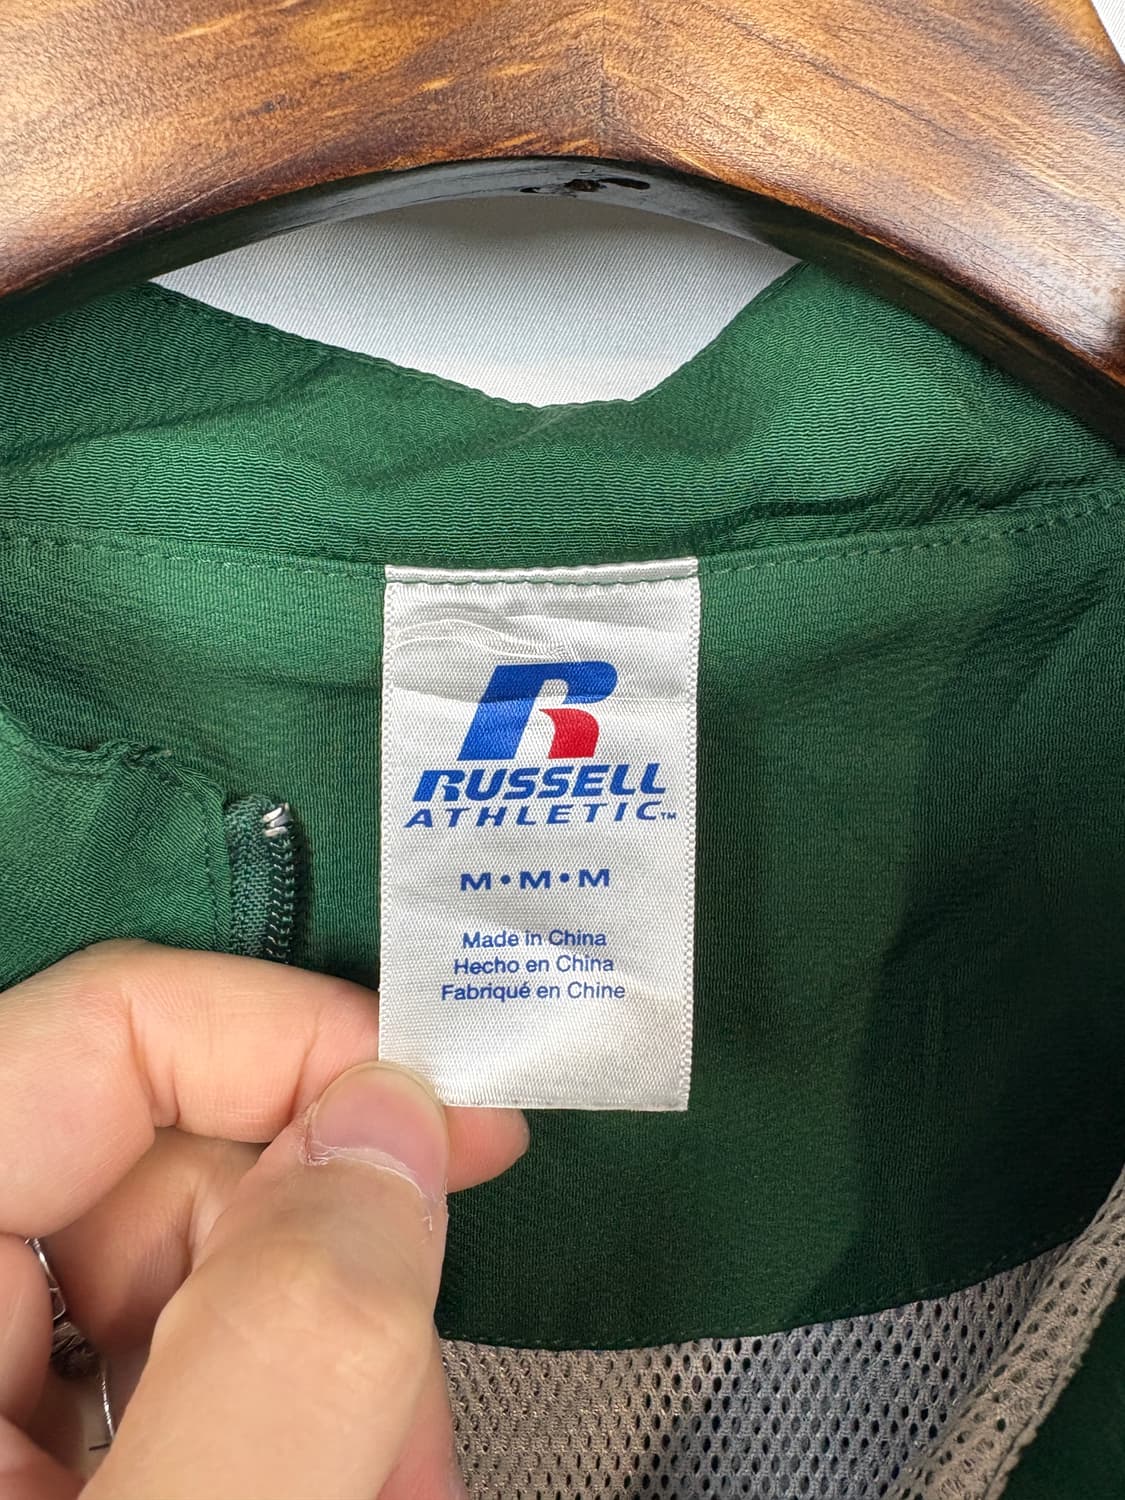 RUSSELL
ATHLETIC™
M•M•M
Made in China
Hecho en China
Fabriqué en Chine